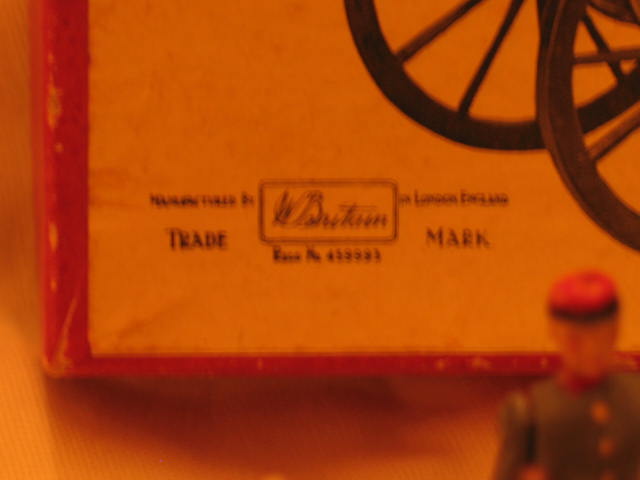 MANUFACTURED BY W Britain IN LONDON ENGLAND
TRADE MARK